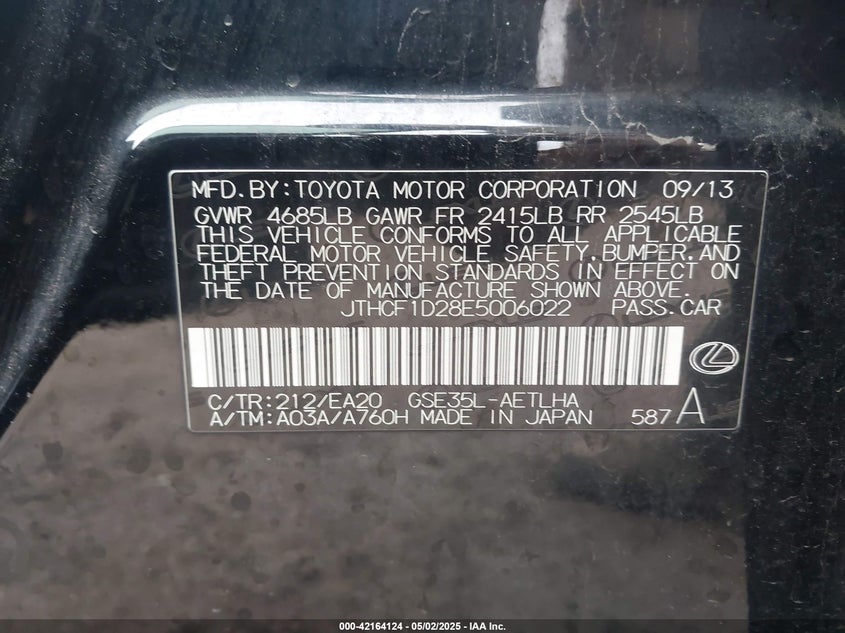 MFD.BY:TOYOTA MOTOR CORPORATION 09/13
GVWR 4685LB GAWR FR 2415LB RR 2545LB
THIS VEHICLE CONFORMS TO ALL APPLICABLE
FEDERAL MOTOR VEHICLE SAFETY,BUMPER,AND
THEFT PREVENTION STANDARDS IN EFFECT ON
THE DATE OF MANUFACTURE SHOWN ABOVE.
JTHCF1D28E5006022 PASS.CAR
C/TR:212/EA20 GSE35L-AETLHA
A/TM:A03A/A760H MADE IN JAPAN 587A
000-42164124 - 05/02/2025 - IAA Inc.